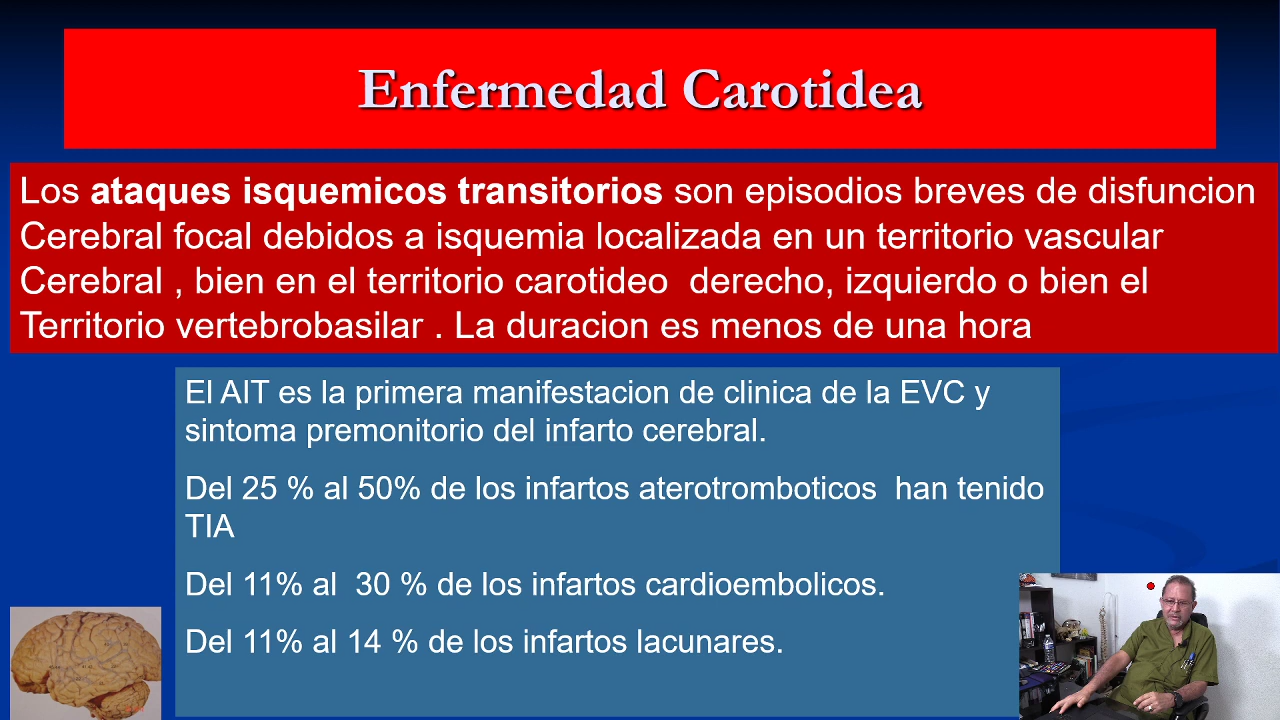 Enfermedad Carotidea
Los ataques isquemicos transitorios son episodios breves de disfuncion
Cerebral focal debidos a isquemia localizada en un territorio vascular
Cerebral , bien en el territorio carotideo derecho, izquierdo o bien el
Territorio vertebrobasilar . La duracion es menos de una hora
El AIT es la primera manifestacion de clinica de la EVC y
sintoma premonitorio del infarto cerebral.
Del 25 % al 50% de los infartos aterotromboticos han tenido
TIA
Del 11% al 30 % de los infartos cardioembolicos.
Del 11% al 14 % de los infartos lacunares.